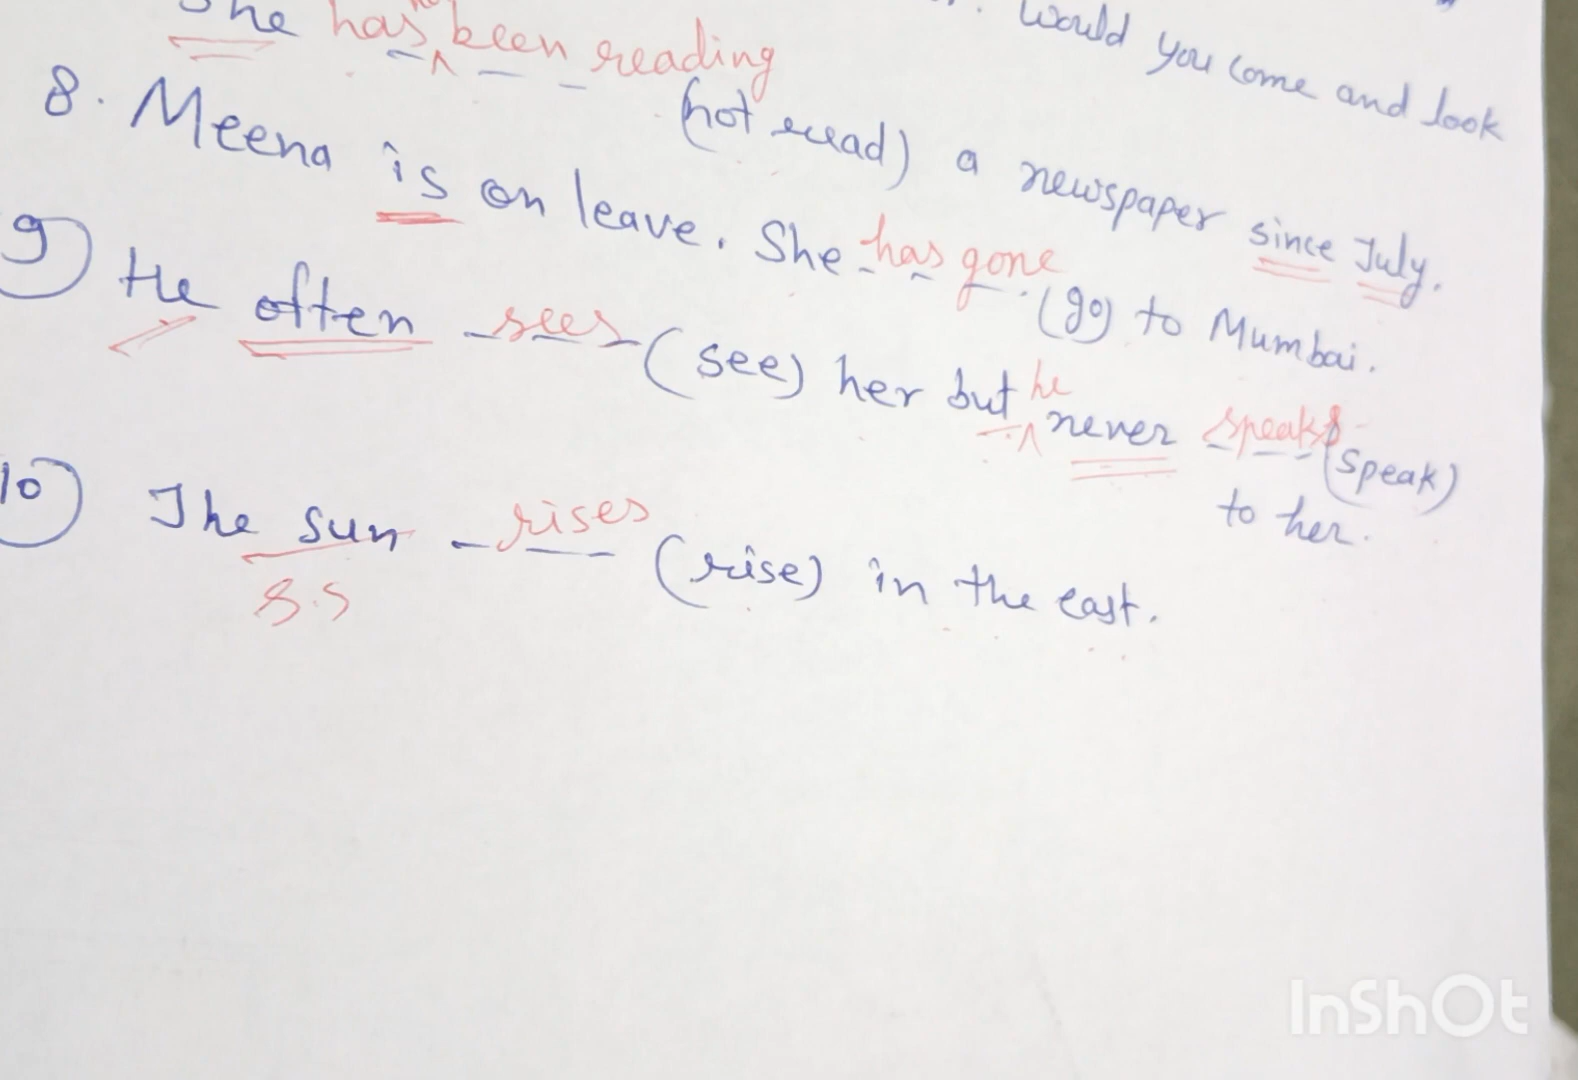 Would you come and look
She has been reading (not read) a newspaper since July.
8. Meena is on leave. She has gone (go) to Mumbai.
9) He often sees (see) her but he never speaks (speak)
to her.
10) The sun rises (rise) in the east.
S.S
InShOt